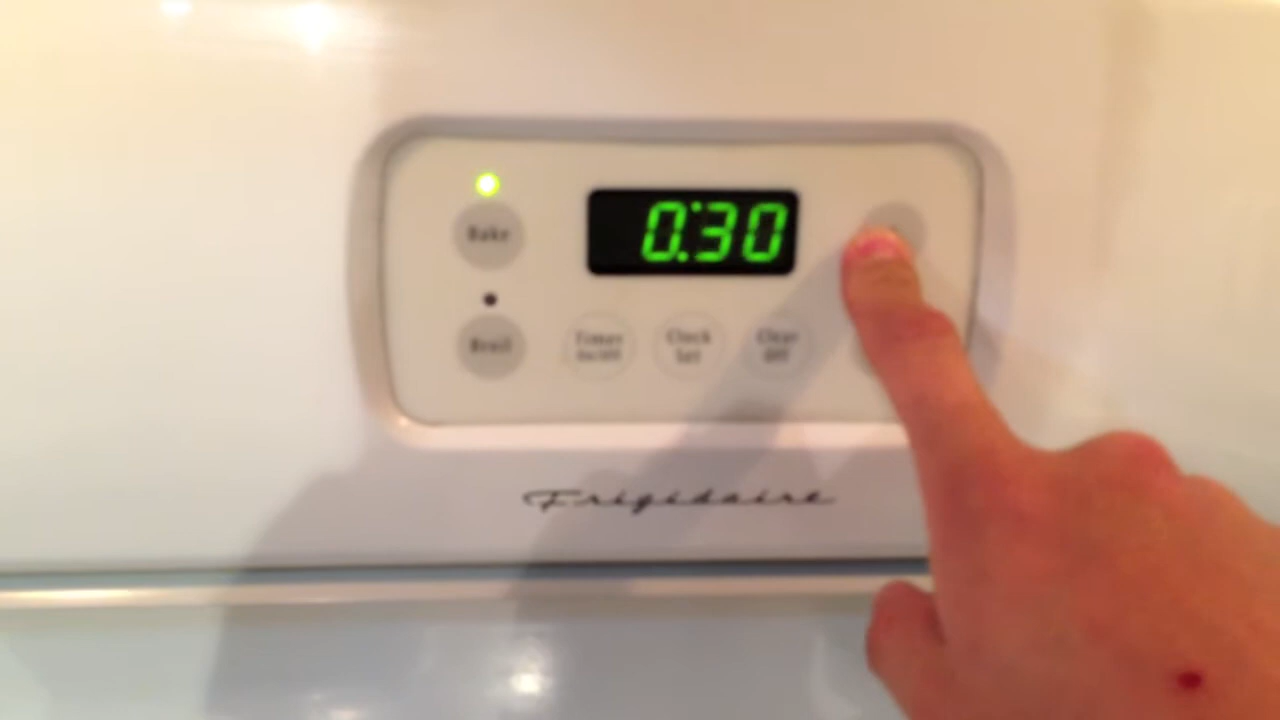 Bake
0:30
Broil
Timer
on/off
Clock
Set
Clear
Off
Frigidaire